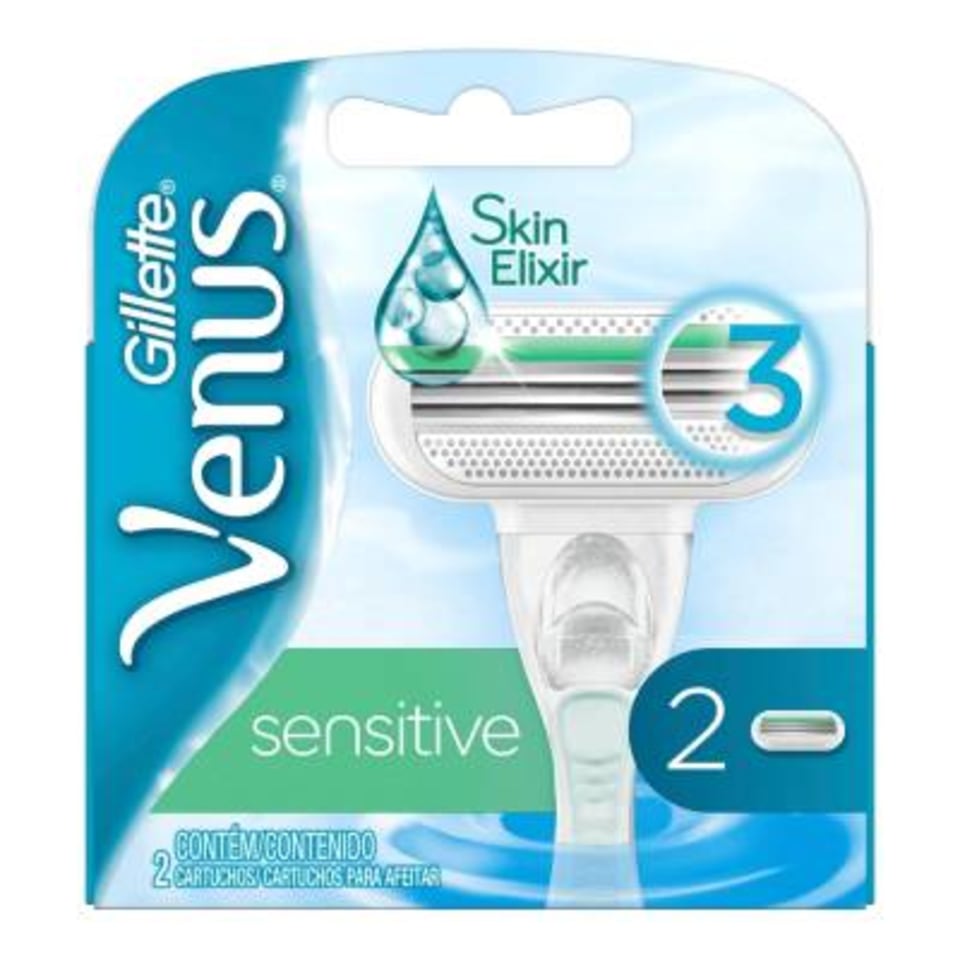 Gillette®
Venus®
Skin
Elixir
3
sensitive
2
CONTÉM/CONTENIDO
2 CARTUCHOS/ CARTUCHOS PARA AFEITAR